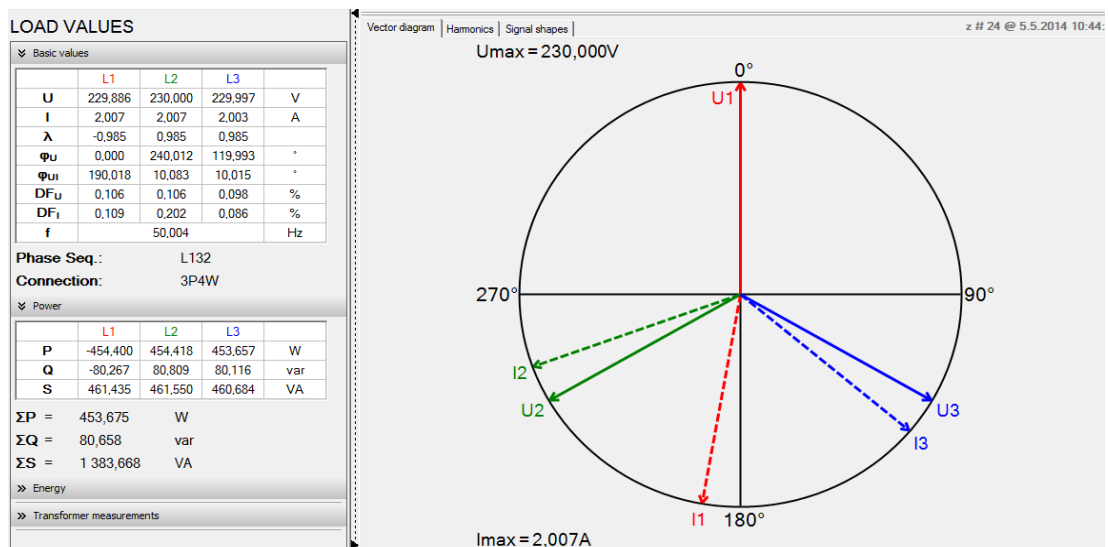 LOAD VALUES
Basic values
L1 L2 L3
U 229,886 230,000 229,997 V
I 2,007 2,007 2,003 A
λ -0,985 0,985 0,985
φU 0,000 240,012 119,993 °
φUI 190,018 10,083 10,015 °
DFU 0,106 0,106 0,098 %
DFI 0,109 0,202 0,086 %
f 50,004 Hz
Phase Seq.: L132
Connection: 3P4W
Power
L1 L2 L3
P -454,400 454,418 453,657 W
Q -80,267 80,809 80,116 var
S 461,435 461,550 460,684 VA
ΣP = 453,675 W
ΣQ = 80,658 var
ΣS = 1 383,668 VA
Energy
Transformer measurements
Vector diagram Harmonics Signal shapes z # 24 @ 5.5.2014 10:44:
Umax = 230,000V
0°
U1
270° 90°
I2
U2 U3
I3
I1 180°
Imax = 2,007A